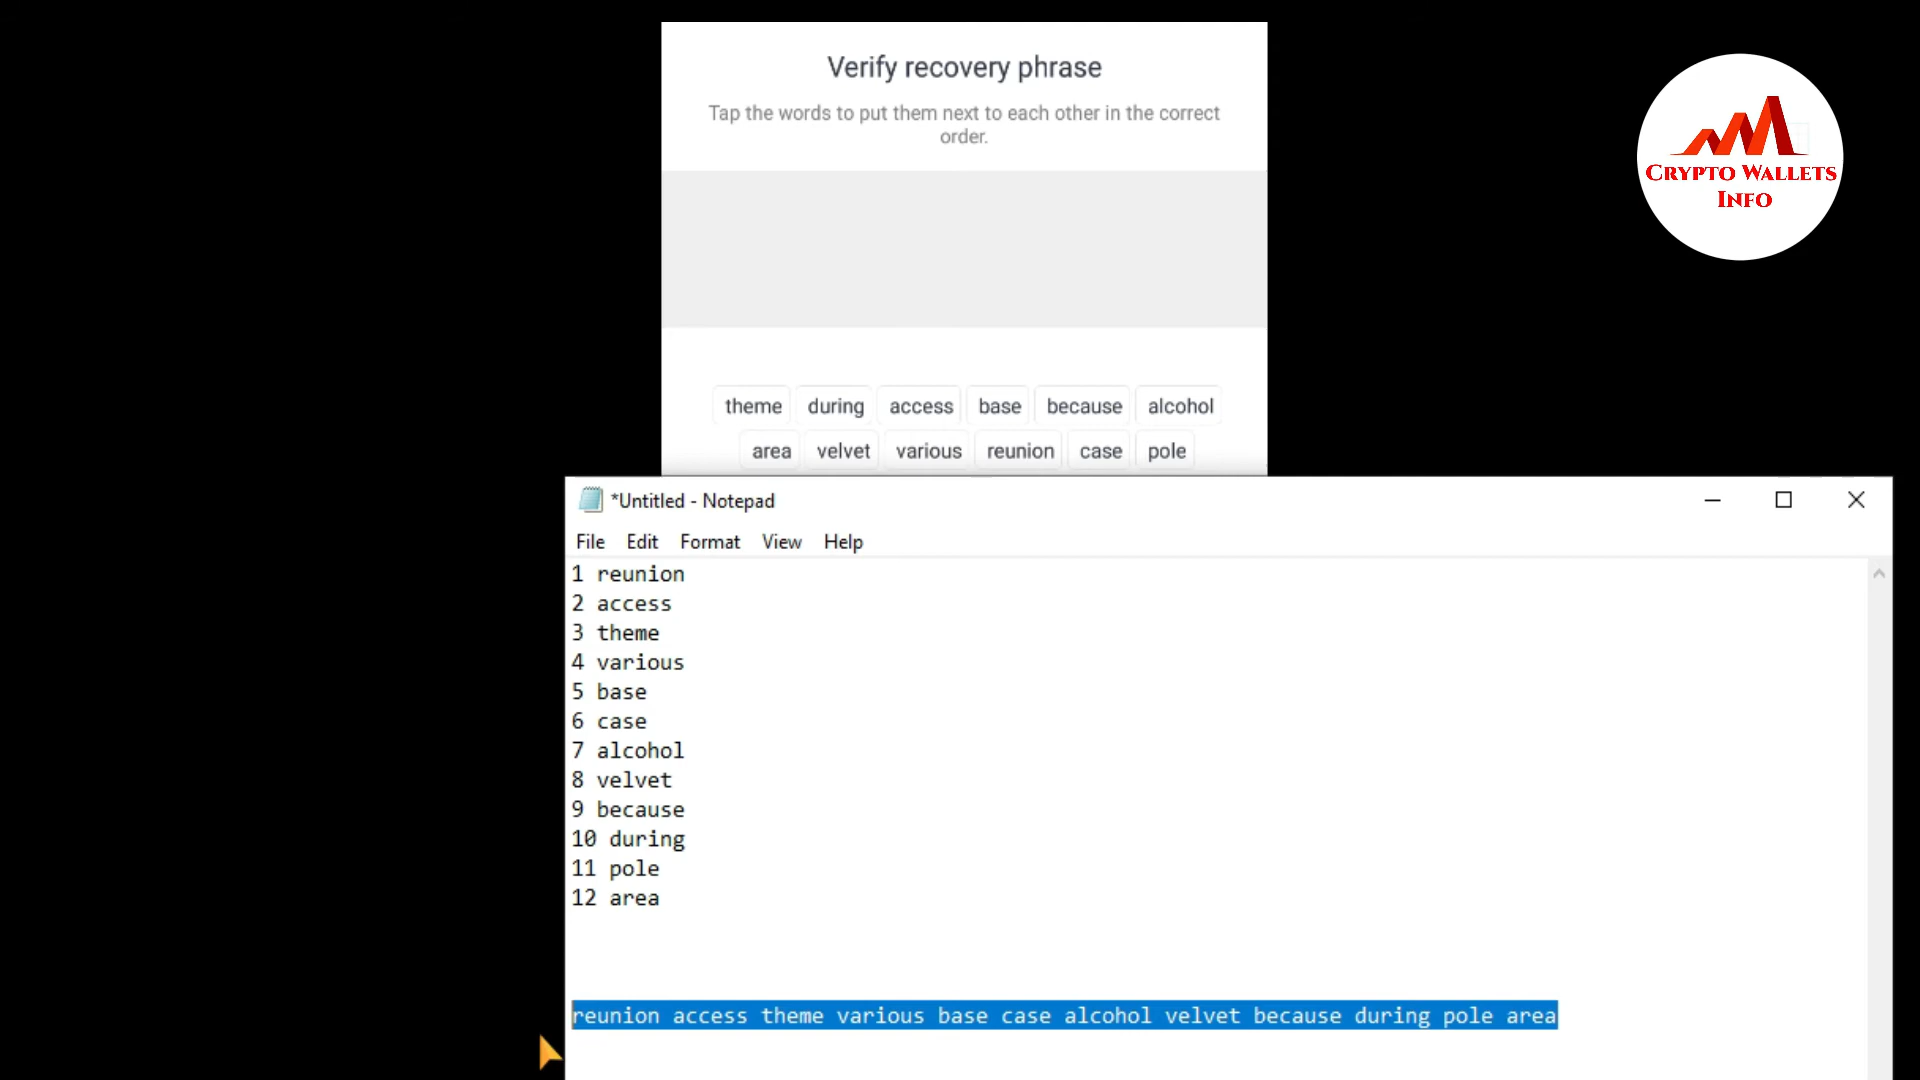 Verify recovery phrase
Tap the words to put them next to each other in the correct
order.
CRYPTO WALLETS
INFO
theme during access base because alcohol
area velvet various reunion case pole
*Untitled - Notepad
File Edit Format View Help
1 reunion
2 access
3 theme
4 various
5 base
6 case
7 alcohol
8 velvet
9 because
10 during
11 pole
12 area
reunion access theme various base case alcohol velvet because during pole area